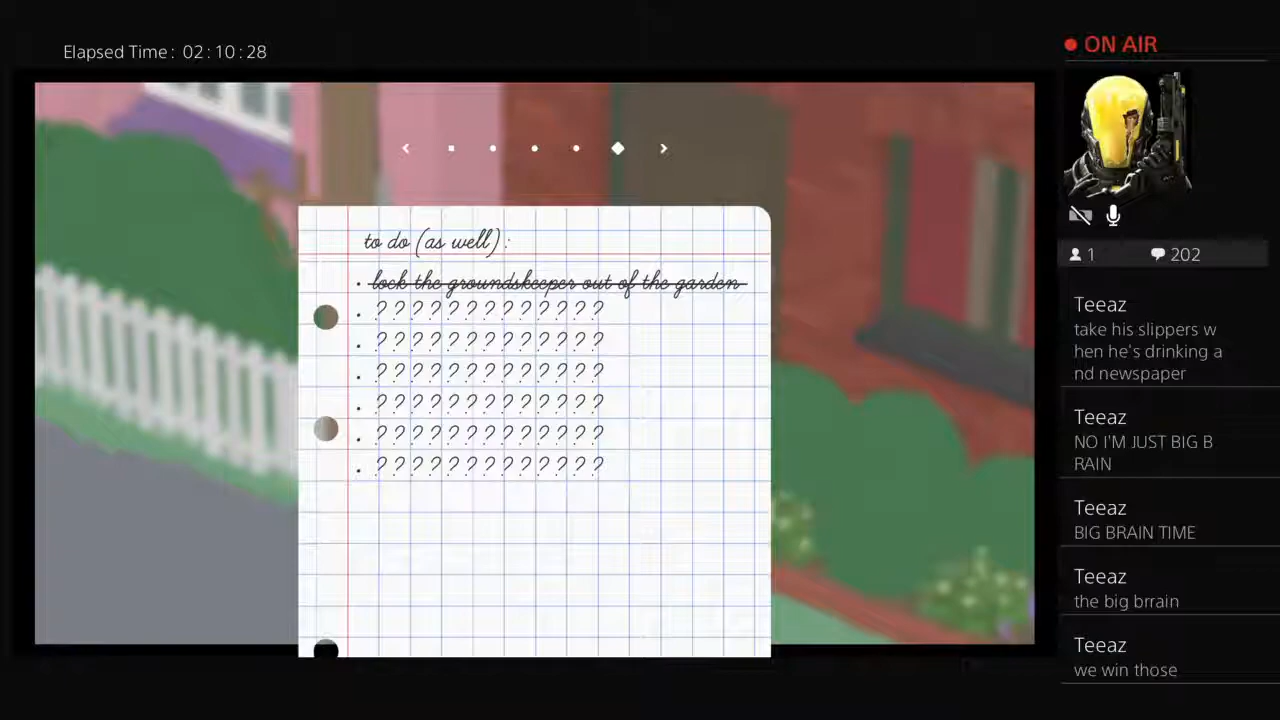 Elapsed Time: 02:10:28
ON AIR
to do (as well):
• lock the groundskeeper out of the garden
• ?????????????
• ?????????????
• ?????????????
• ?????????????
• ?????????????
• ?????????????
1
202
Teeaz
take his slippers w
hen he's drinking a
nd newspaper
Teeaz
NO I'M JUST BIG B
RAIN
Teeaz
BIG BRAIN TIME
Teeaz
the big brrain
Teeaz
we win those